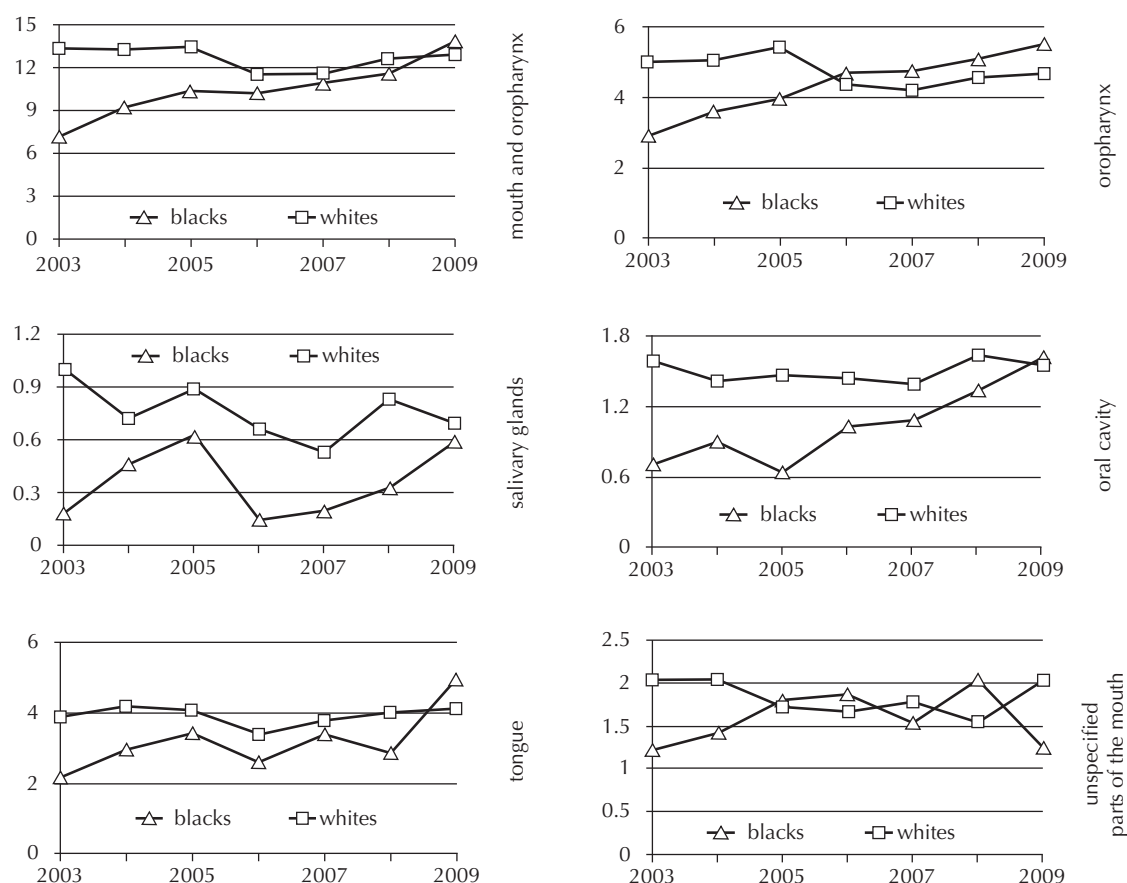 15
12
9
6
3
0
blacks whites
2003 2005 2007 2009
mouth and oropharynx
6
4
2
0
blacks whites
2003 2005 2007 2009
oropharynx
1.2
0.9
0.6
0.3
0
blacks whites
2003 2005 2007 2009
salivary glands
1.8
1.2
0.6
0
blacks whites
2003 2005 2007 2009
oral cavity
6
4
2
0
blacks whites
2003 2005 2007 2009
tongue
2.5
2
1.5
1
0.5
0
blacks whites
2003 2005 2007 2009
unspecified
parts of the mouth